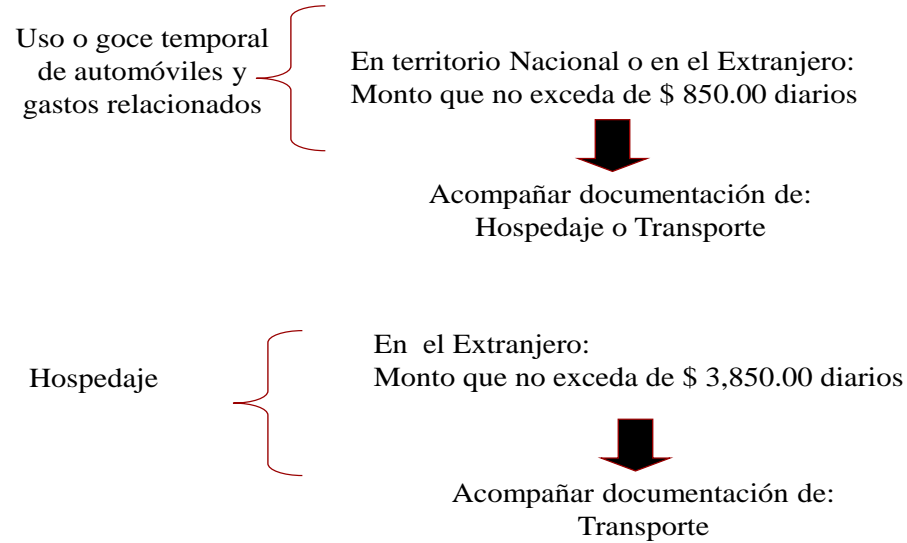 Uso o goce temporal
de automóviles y
gastos relacionados
En territorio Nacional o en el Extranjero:
Monto que no exceda de $ 850.00 diarios
Acompañar documentación de:
Hospedaje o Transporte
Hospedaje
En el Extranjero:
Monto que no exceda de $ 3,850.00 diarios
Acompañar documentación de:
Transporte